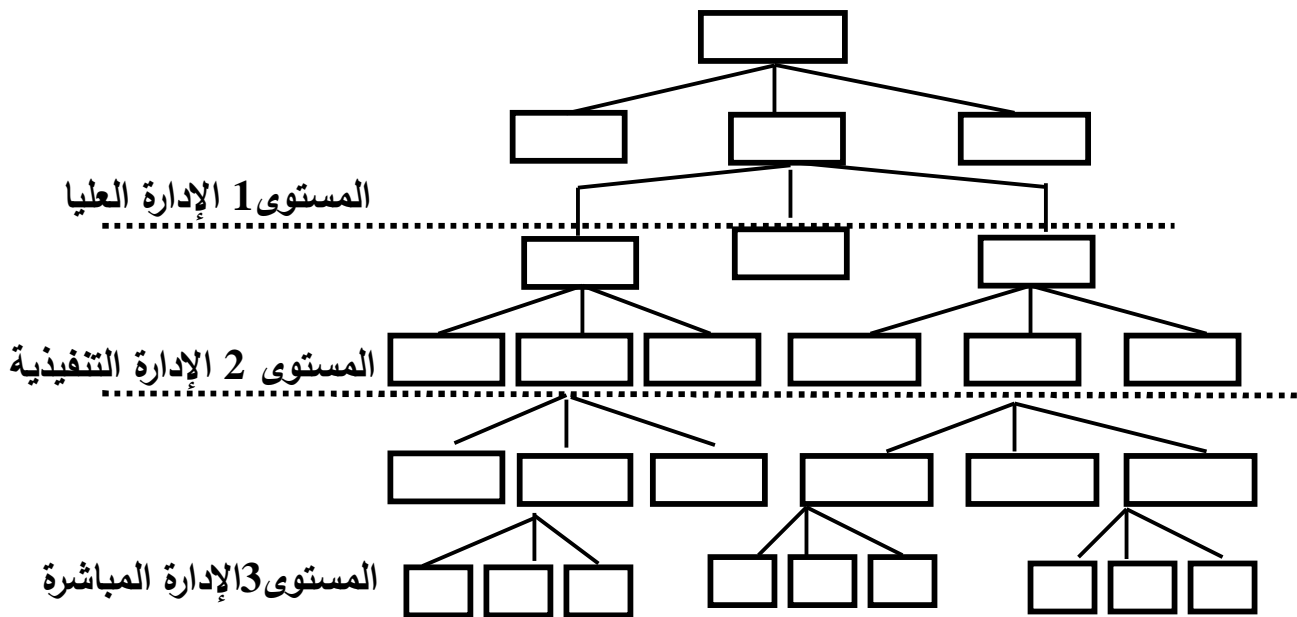 المستوى1 الإدارة العليا
المستوى 2 الإدارة التنفيذية
المستوى3الإدارة المباشرة